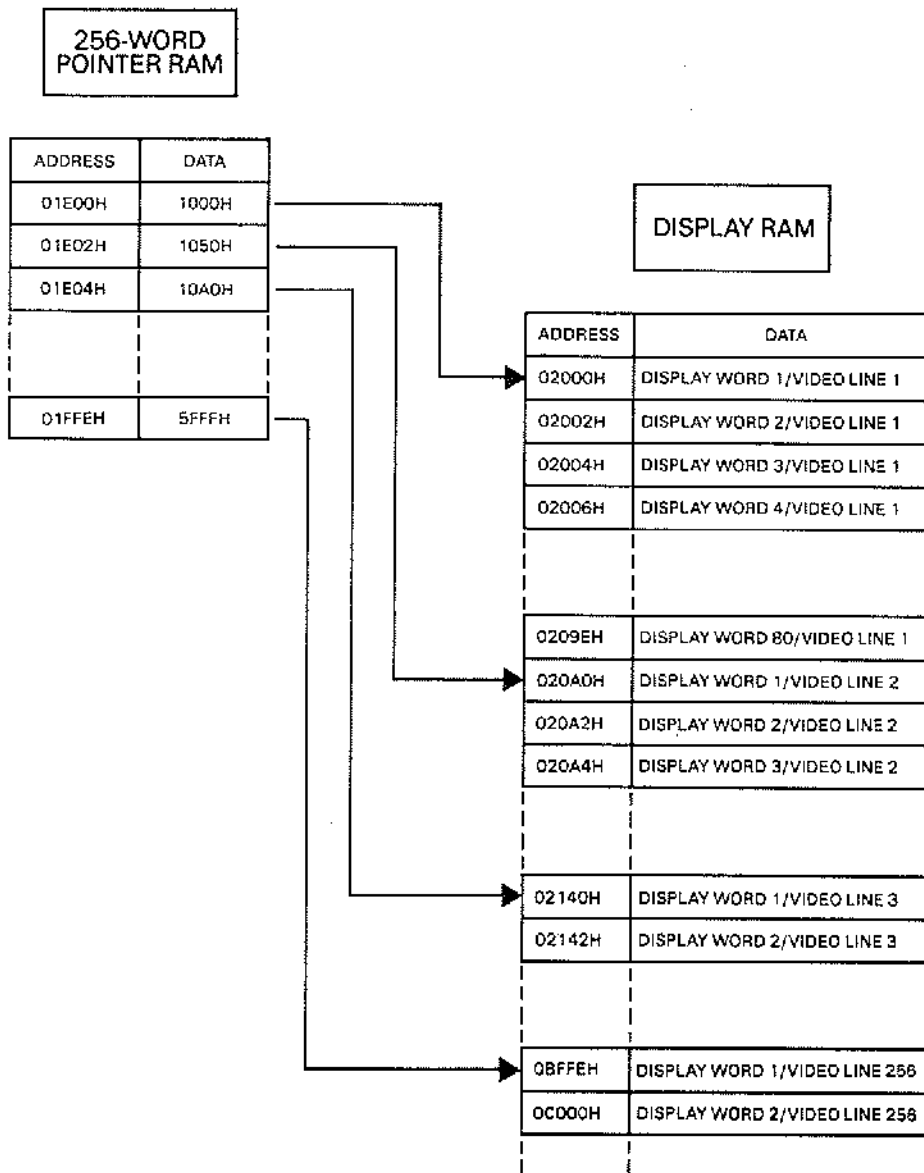 256-WORD
POINTER RAM
ADDRESS DATA
01E00H 1000H
01E02H 1050H
01E04H 10A0H
01FFEH 5FFFH
DISPLAY RAM
ADDRESS DATA
02000H DISPLAY WORD 1/VIDEO LINE 1
02002H DISPLAY WORD 2/VIDEO LINE 1
02004H DISPLAY WORD 3/VIDEO LINE 1
02006H DISPLAY WORD 4/VIDEO LINE 1
0209EH DISPLAY WORD 80/VIDEO LINE 1
020A0H DISPLAY WORD 1/VIDEO LINE 2
020A2H DISPLAY WORD 2/VIDEO LINE 2
020A4H DISPLAY WORD 3/VIDEO LINE 2
02140H DISPLAY WORD 1/VIDEO LINE 3
02142H DISPLAY WORD 2/VIDEO LINE 3
0BFFEH DISPLAY WORD 1/VIDEO LINE 256
0C000H DISPLAY WORD 2/VIDEO LINE 256